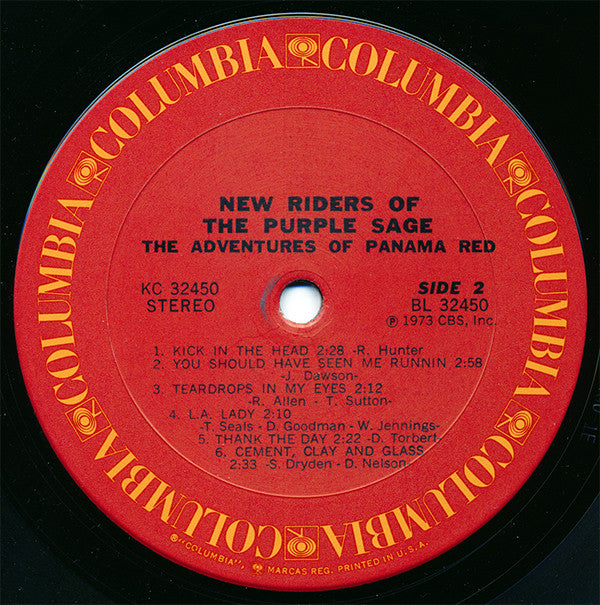 COLUMBIA COLUMBIA COLUMBIA COLUMBIA COLUMBIA COLUMBIA COLUMBIA COLUMBIA
NEW RIDERS OF
THE PURPLE SAGE
THE ADVENTURES OF PANAMA RED
KC 32450 SIDE 2
STEREO BL 32450
℗ 1973 CBS, Inc.
1. KICK IN THE HEAD 2:28 -R. Hunter
2. YOU SHOULD HAVE SEEN ME RUNNIN 2:58
-J. Dawson-
3. TEARDROPS IN MY EYES 2:12
-R. Allen - T. Sutton-
4. L.A. LADY 2:10
-T. Seals - D. Goodman - W. Jennings-
5. THANK THE DAY 2:22 -D. Torbert-
6. CEMENT, CLAY AND GLASS
2:33 -S. Dryden - D. Nelson-
®"COLUMBIA", MARCAS REG. PRINTED IN U.S.A.